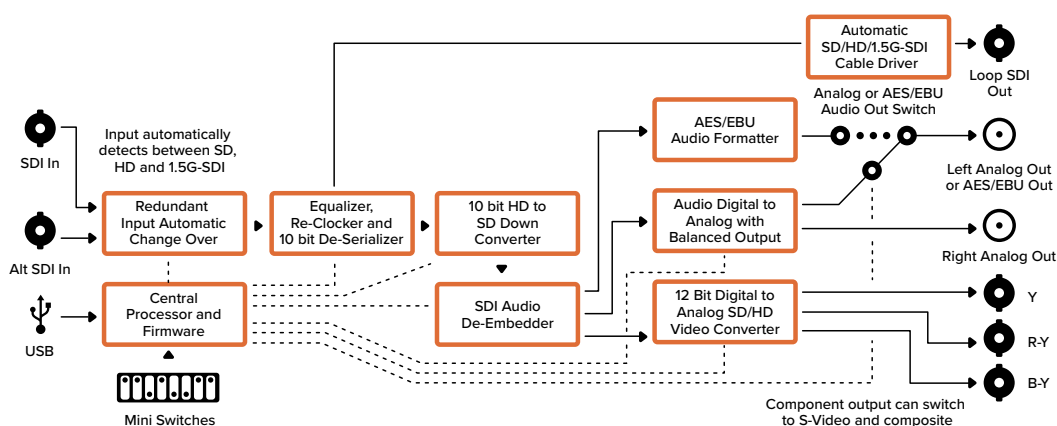 Automatic
SD/HD/1.5G-SDI
Cable Driver
Loop SDI
Out
Analog or AES/EBU
Audio Out Switch
SDI In
Input automatically
detects between SD,
HD and 1.5G-SDI
AES/EBU
Audio Formatter
Left Analog Out
or AES/EBU Out
Redundant
Input Automatic
Change Over
Equalizer,
Re-Clocker and
10 bit De-Serializer
10 bit HD to
SD Down
Converter
Audio Digital to
Analog with
Balanced Output
Alt SDI In
Right Analog Out
Central
Processor and
Firmware
SDI Audio
De-Embedder
12 Bit Digital to
Analog SD/HD
Video Converter
Y
USB
R-Y
B-Y
Mini Switches
Component output can switch
to S-Video and composite